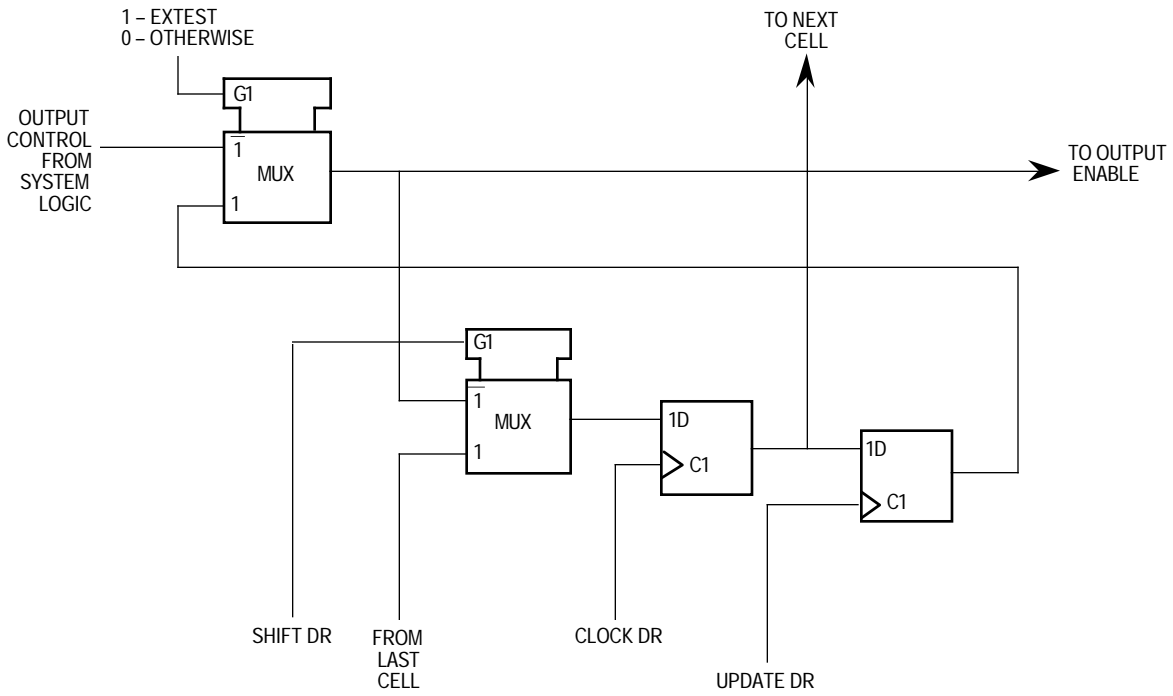 1 – EXTEST
0 – OTHERWISE
TO NEXT
CELL
G1
OUTPUT
CONTROL
FROM
SYSTEM
LOGIC
1
MUX
1
TO OUTPUT
ENABLE
G1
1
MUX
1
1D
C1
1D
C1
SHIFT DR
FROM
LAST
CELL
CLOCK DR
UPDATE DR